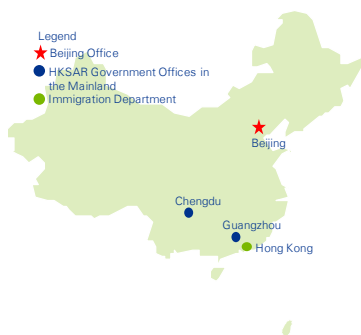 Legend
Beijing Office
HKSAR Government Offices in
the Mainland
Immigration Department
Beijing
Chengdu
Guangzhou
Hong Kong